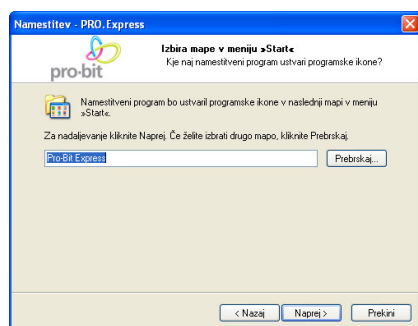 Namestitev - PRO.Express
pro·bit
Izbira mape v meniju »Start«
Kje naj namestitveni program ustvari programske ikone?
Namestitveni program bo ustvaril programske ikone v naslednji mapi v meniju
»Start«.
Za nadaljevanje kliknite Naprej. Če želite izbrati drugo mapo, kliknite Prebrskaj.
Pro-Bit Express
Prebrskaj...
< Nazaj
Naprej >
Prekini